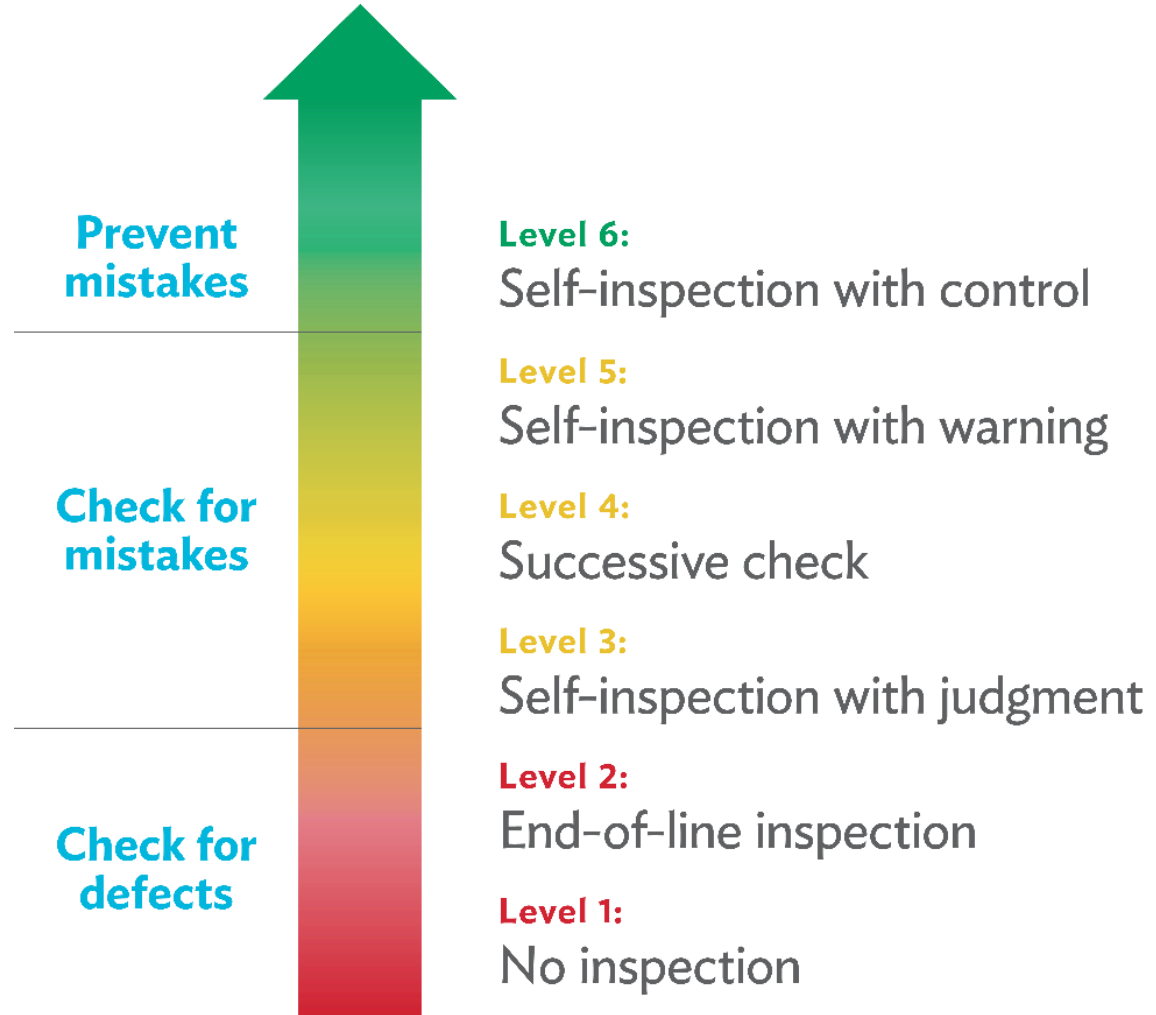 Prevent
mistakes
Level 6:
Self-inspection with control
Level 5:
Self-inspection with warning
Check for
mistakes
Level 4:
Successive check
Level 3:
Self-inspection with judgment
Level 2:
End-of-line inspection
Check for
defects
Level 1:
No inspection